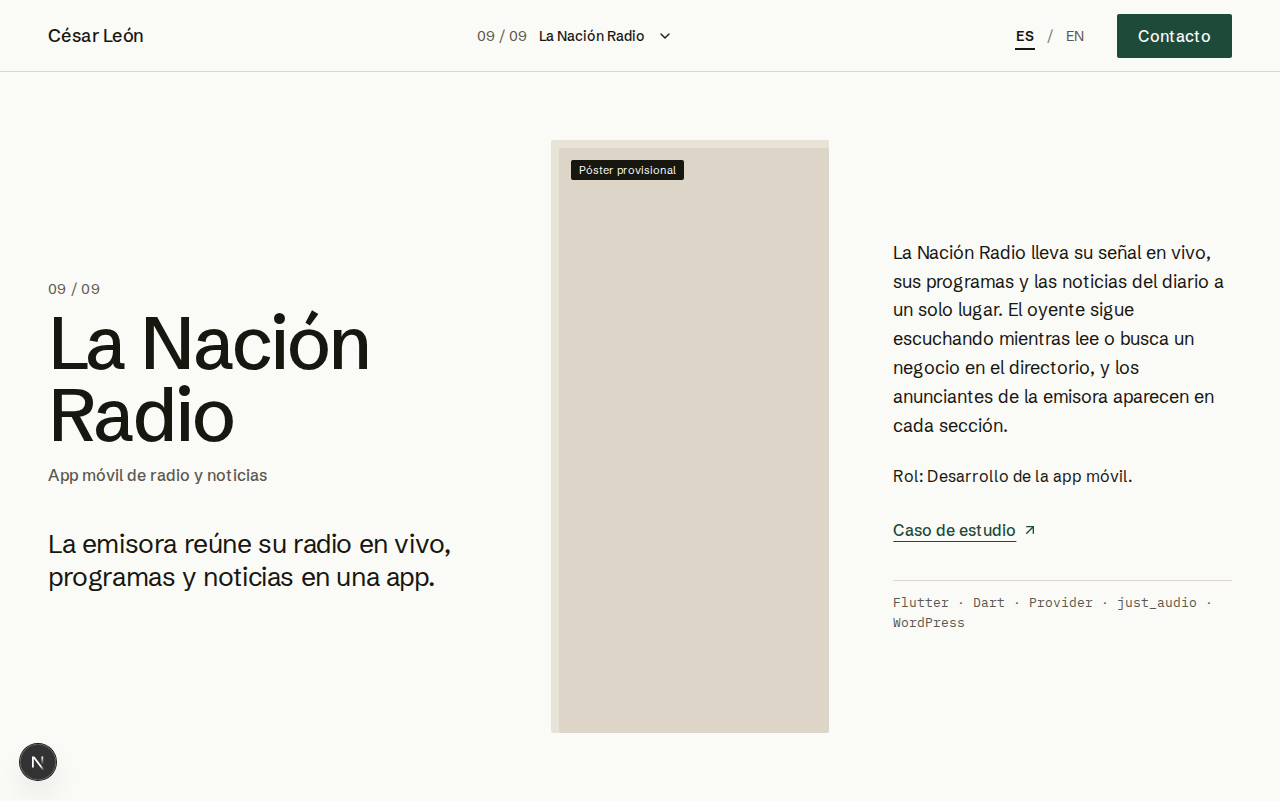 César León
09 / 09 La Nación Radio
ES / EN
Contacto
Póster provisional
09 / 09
La Nación
Radio
App móvil de radio y noticias
La emisora reúne su radio en vivo,
programas y noticias en una app.
La Nación Radio lleva su señal en vivo,
sus programas y las noticias del diario a
un solo lugar. El oyente sigue
escuchando mientras lee o busca un
negocio en el directorio, y los
anunciantes de la emisora aparecen en
cada sección.
Rol: Desarrollo de la app móvil.
Caso de estudio
Flutter · Dart · Provider · just_audio ·
WordPress
N